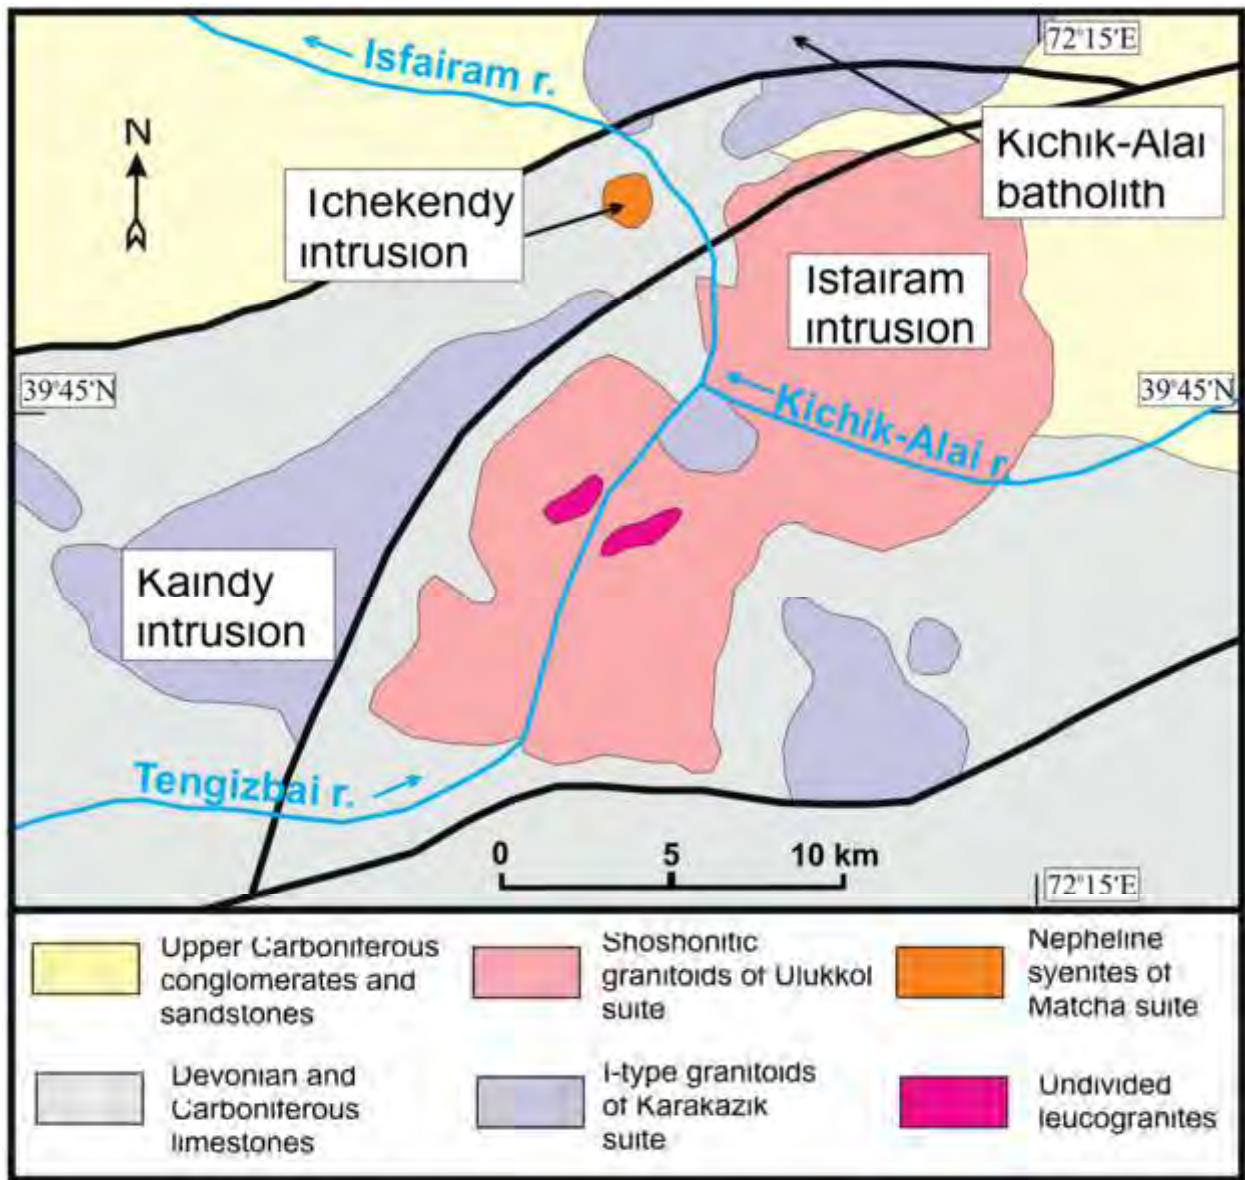 72°15'E
Isfairam r.
N
Kichik-Alai
batholith
Ichekendy
intrusion
Isfairam
intrusion
39°45'N
39°45'N
Kichik-Alai r.
Kaindy
intrusion
Tengizbai r.
0 5 10 km
72°15'E
Upper Carboniferous
conglomerates and
sandstones
Shoshonitic
granitoids of Ulukkol
suite
Nepheline
syenites of
Matcha suite
Devonian and
Carboniferous
limestones
I-type granitoids
of Karakazik
suite
Undivided
leucogranites